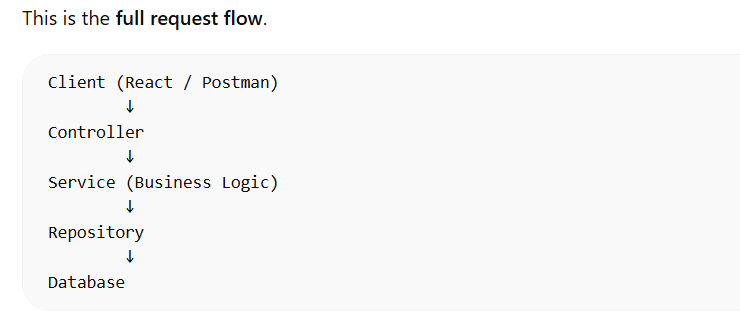 This is the full request flow.
Client (React / Postman)
↓
Controller
↓
Service (Business Logic)
↓
Repository
↓
Database